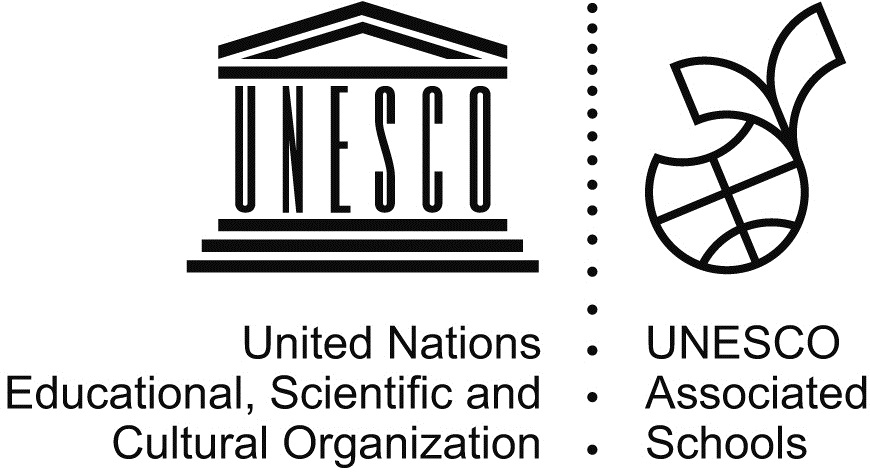 UNESCO
United Nations
Educational, Scientific and
Cultural Organization
UNESCO
Associated
Schools